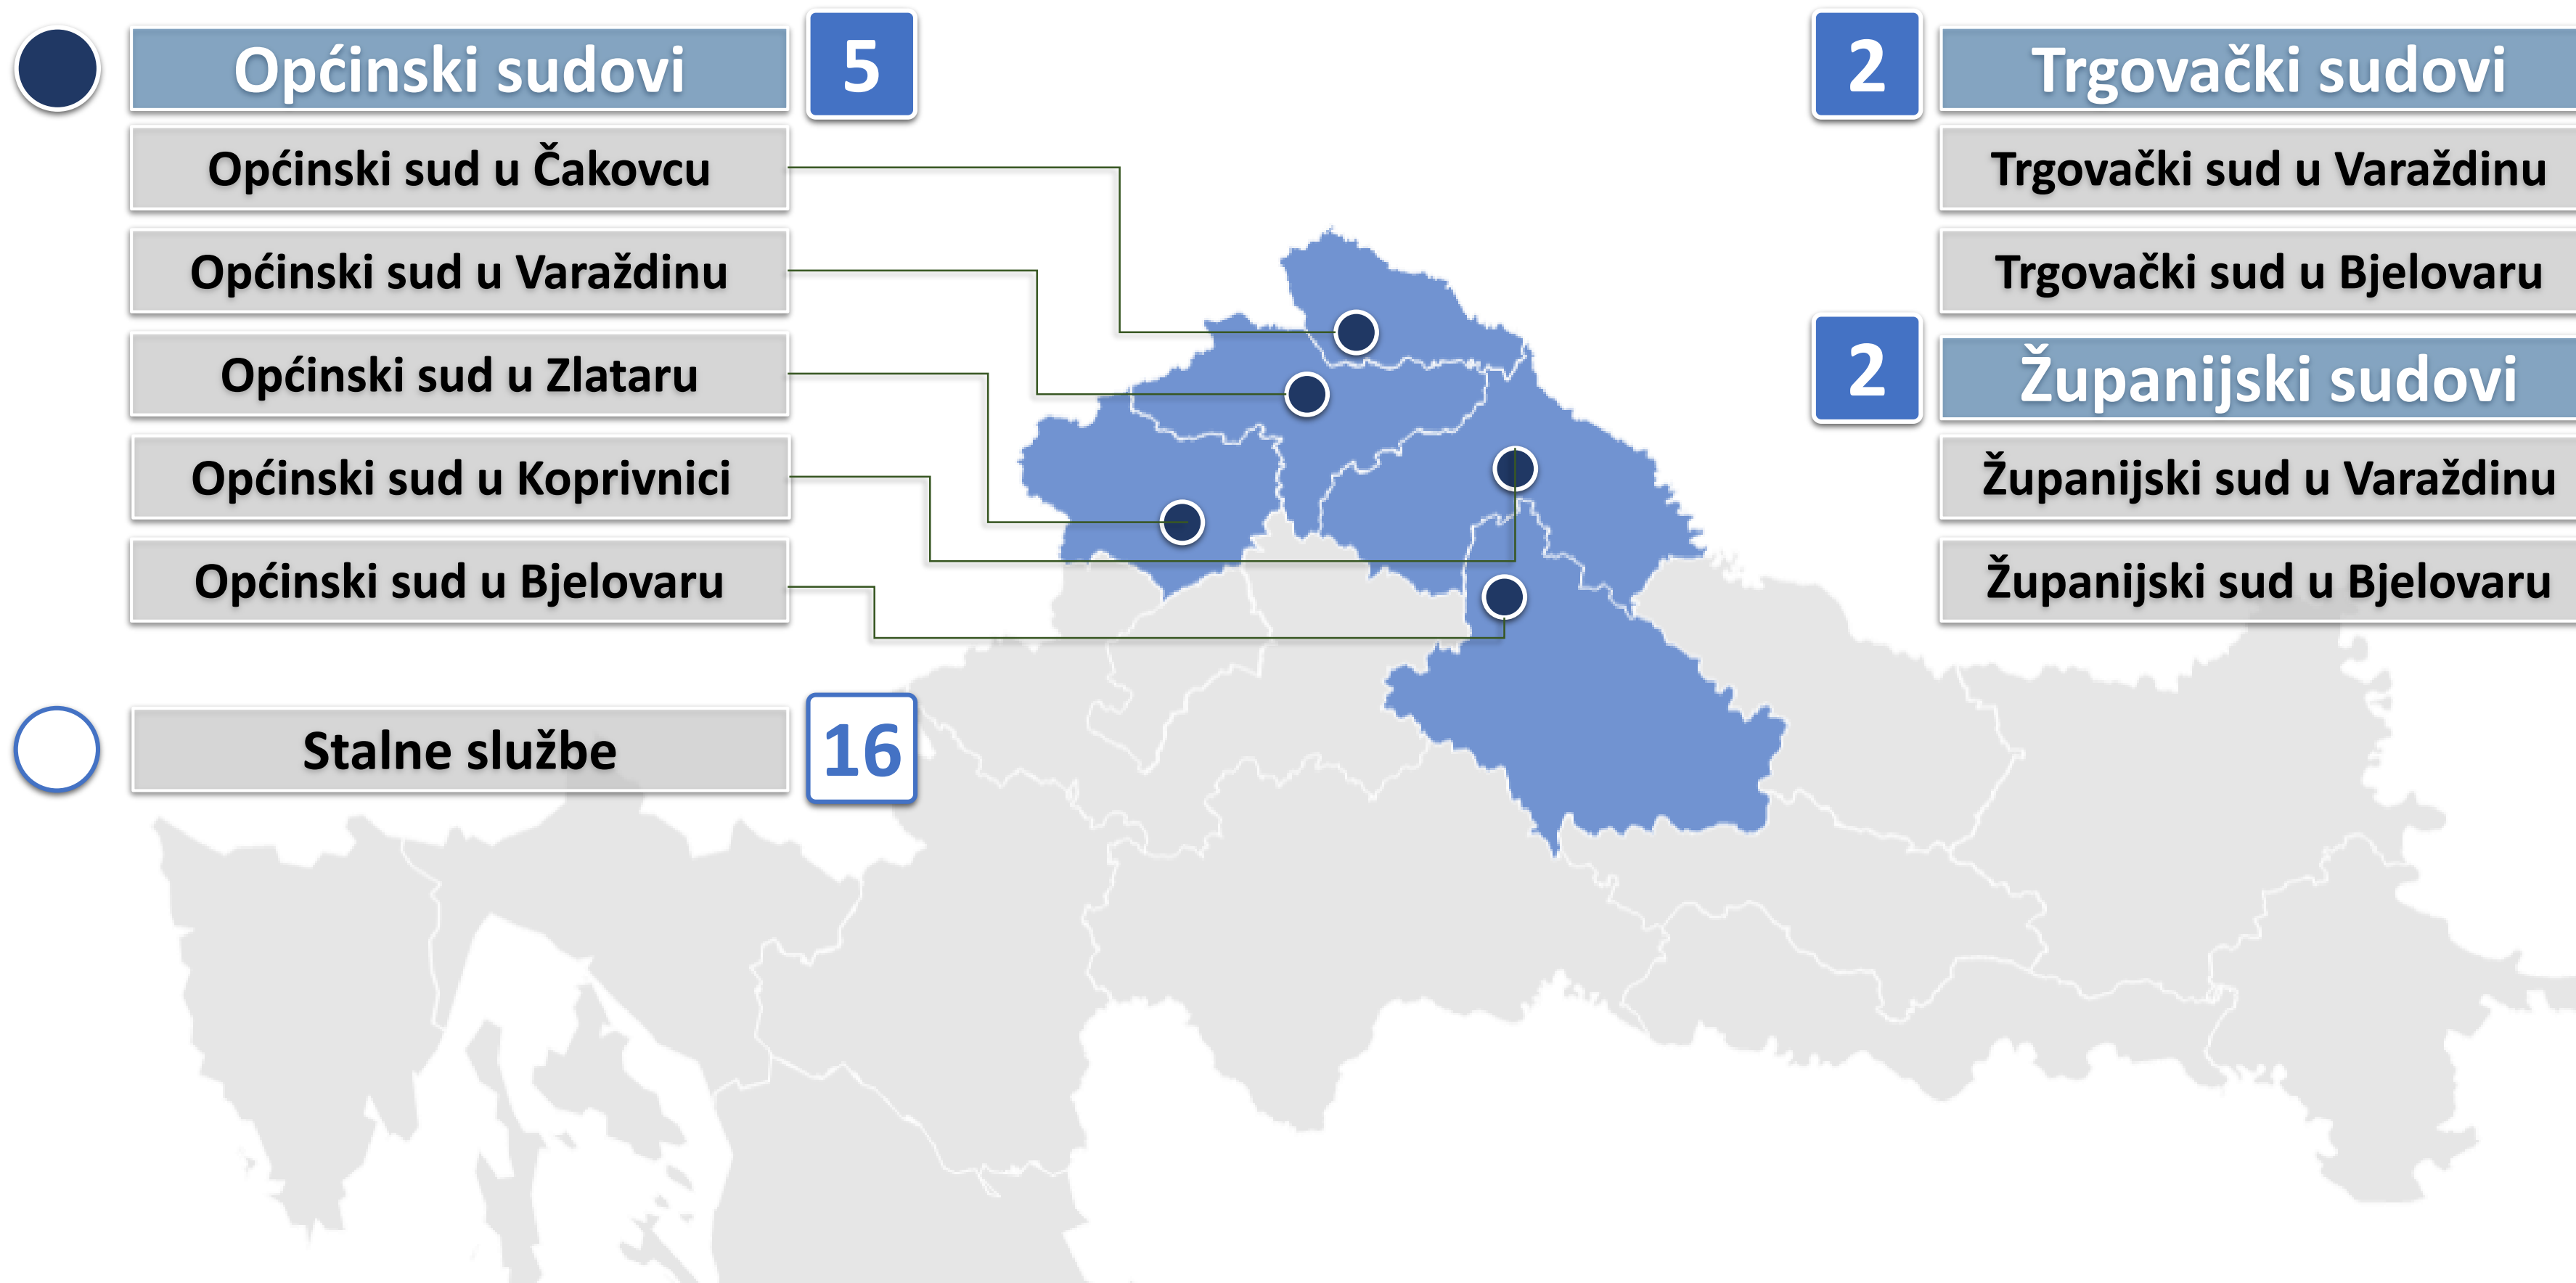 Općinski sudovi
5
Općinski sud u Čakovcu
Općinski sud u Varaždinu
Općinski sud u Zlataru
Općinski sud u Koprivnici
Općinski sud u Bjelovaru
Stalne službe
16
2
Trgovački sudovi
Trgovački sud u Varaždinu
Trgovački sud u Bjelovaru
2
Županijski sudovi
Županijski sud u Varaždinu
Županijski sud u Bjelovaru